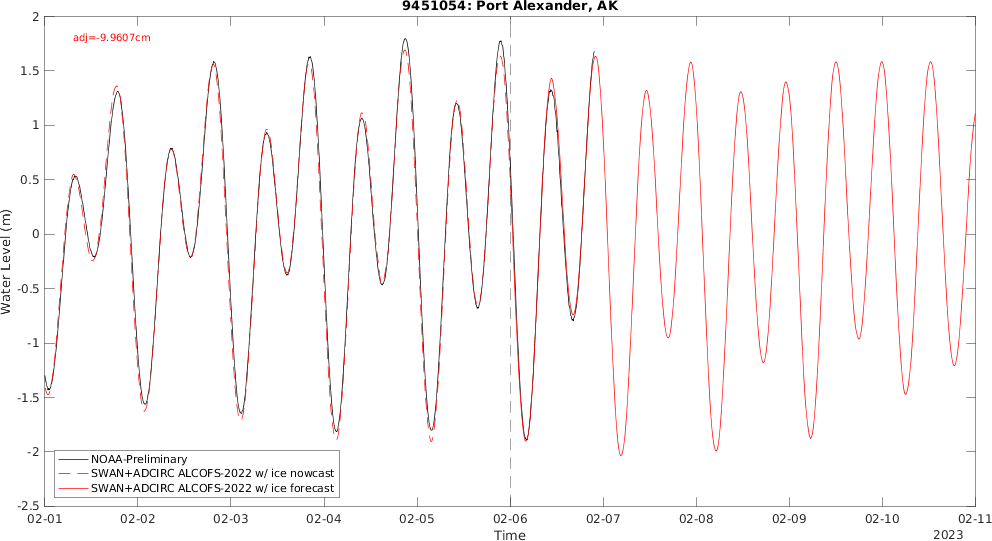 9451054: Port Alexander, AK
adj=-9.9607cm
2
1.5
1
0.5
0
-0.5
-1
-1.5
-2
-2.5
Water Level (m)
NOAA-Preliminary
SWAN+ADCIRC ALCOFS-2022 w/ ice nowcast
SWAN+ADCIRC ALCOFS-2022 w/ ice forecast
02-01 02-02 02-03 02-04 02-05 02-06 02-07 02-08 02-09 02-10 02-11
Time
2023